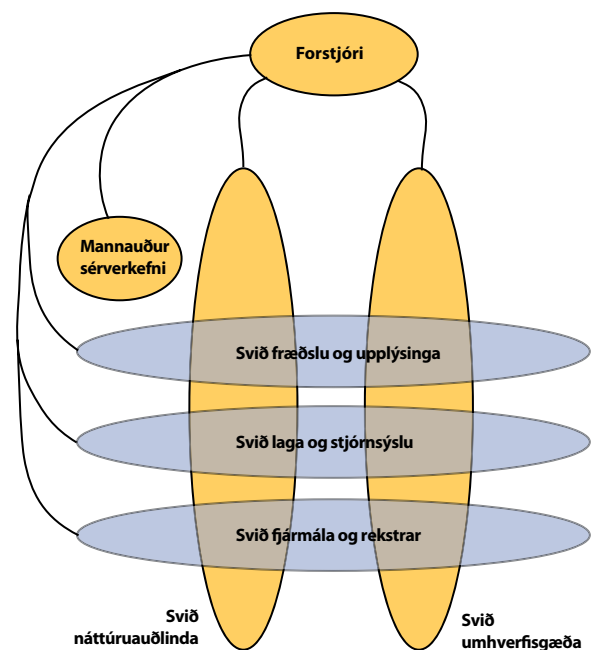 Forstjóri
Mannauður
sérverkefni
Svið fræðslu og upplýsinga
Svið laga og stjórnsýslu
Svið fjármála og rekstrar
Svið
náttúruauðlinda
Svið
umhverfisgæða